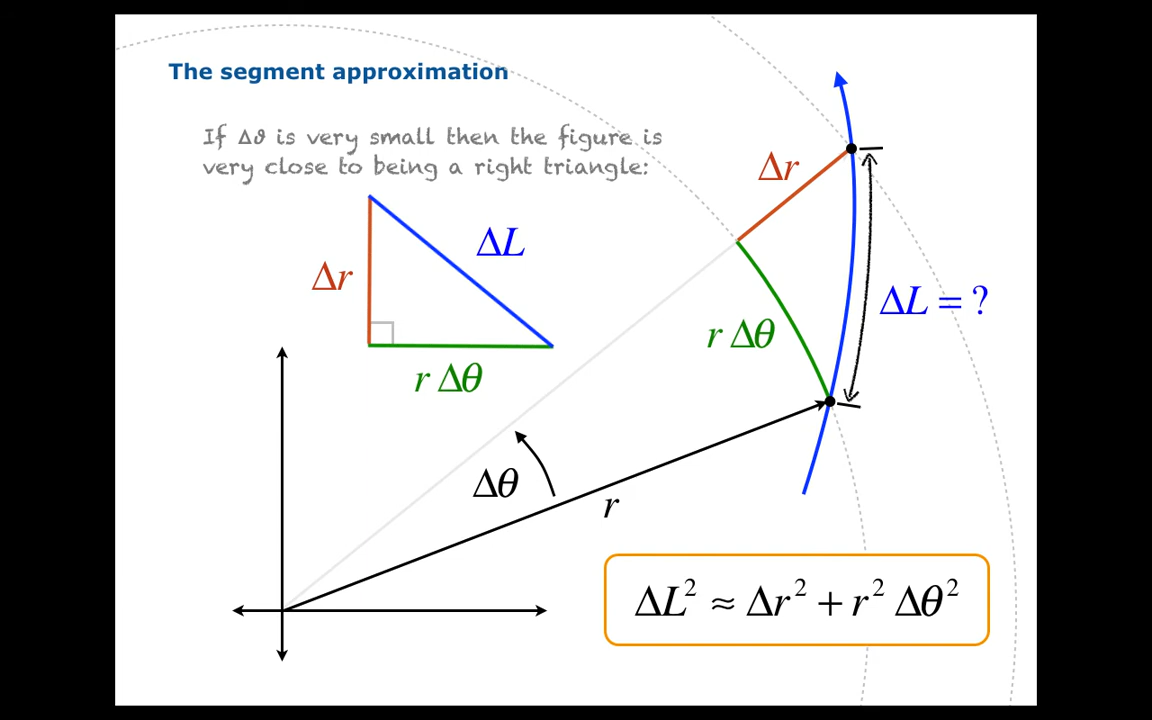 The segment approximation
If Δϑ is very small then the figure is
very close to being a right triangle:
Δr
ΔL
Δr
ΔL = ?
r Δθ
r Δθ
Δθ
r
ΔL² ≈ Δr² + r² Δθ²